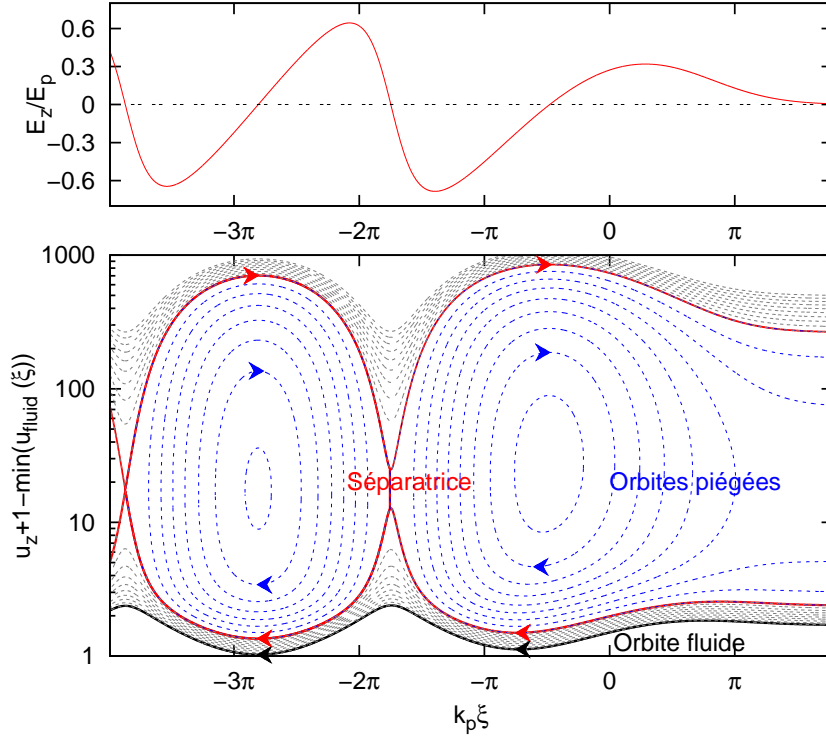 E_z/E_p
0.6
0.3
0
−0.3
−0.6
−3π −2π −π 0 π
u_z+1−min(u_fluid (ξ))
1000
100
10
1
Séparatrice
Orbites piégées
Orbite fluide
−3π −2π −π 0 π
k_pξ